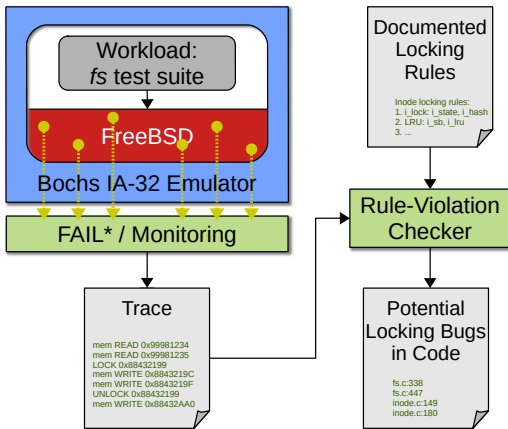 Workload:
fs test suite
FreeBSD
Bochs IA-32 Emulator
FAIL* / Monitoring
Trace
mem READ 0x99981234
mem READ 0x99981235
LOCK 0x88432199
mem WRITE 0x8843219C
mem WRITE 0x8843219F
UNLOCK 0x88432199
mem WRITE 0x88432AA0
Documented
Locking
Rules
Inode locking rules:
1. i_lock: i_state, i_hash
2. LRU: i_sb, i_lru
3. ...
Rule-Violation
Checker
Potential
Locking Bugs
in Code
fs.c:338
fs.c:447
inode.c:149
inode.c:180